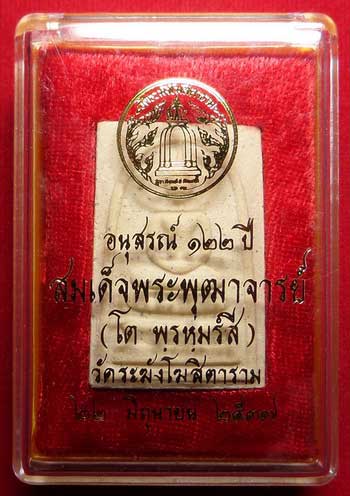 อนุสรณ์ ๑๒๒ ปี
สมเด็จพระพุฒาจารย์
(โต พรหมรังสี)
วัดระฆังโฆสิตาราม
๒๒ มิถุนายน ๒๕๓๗